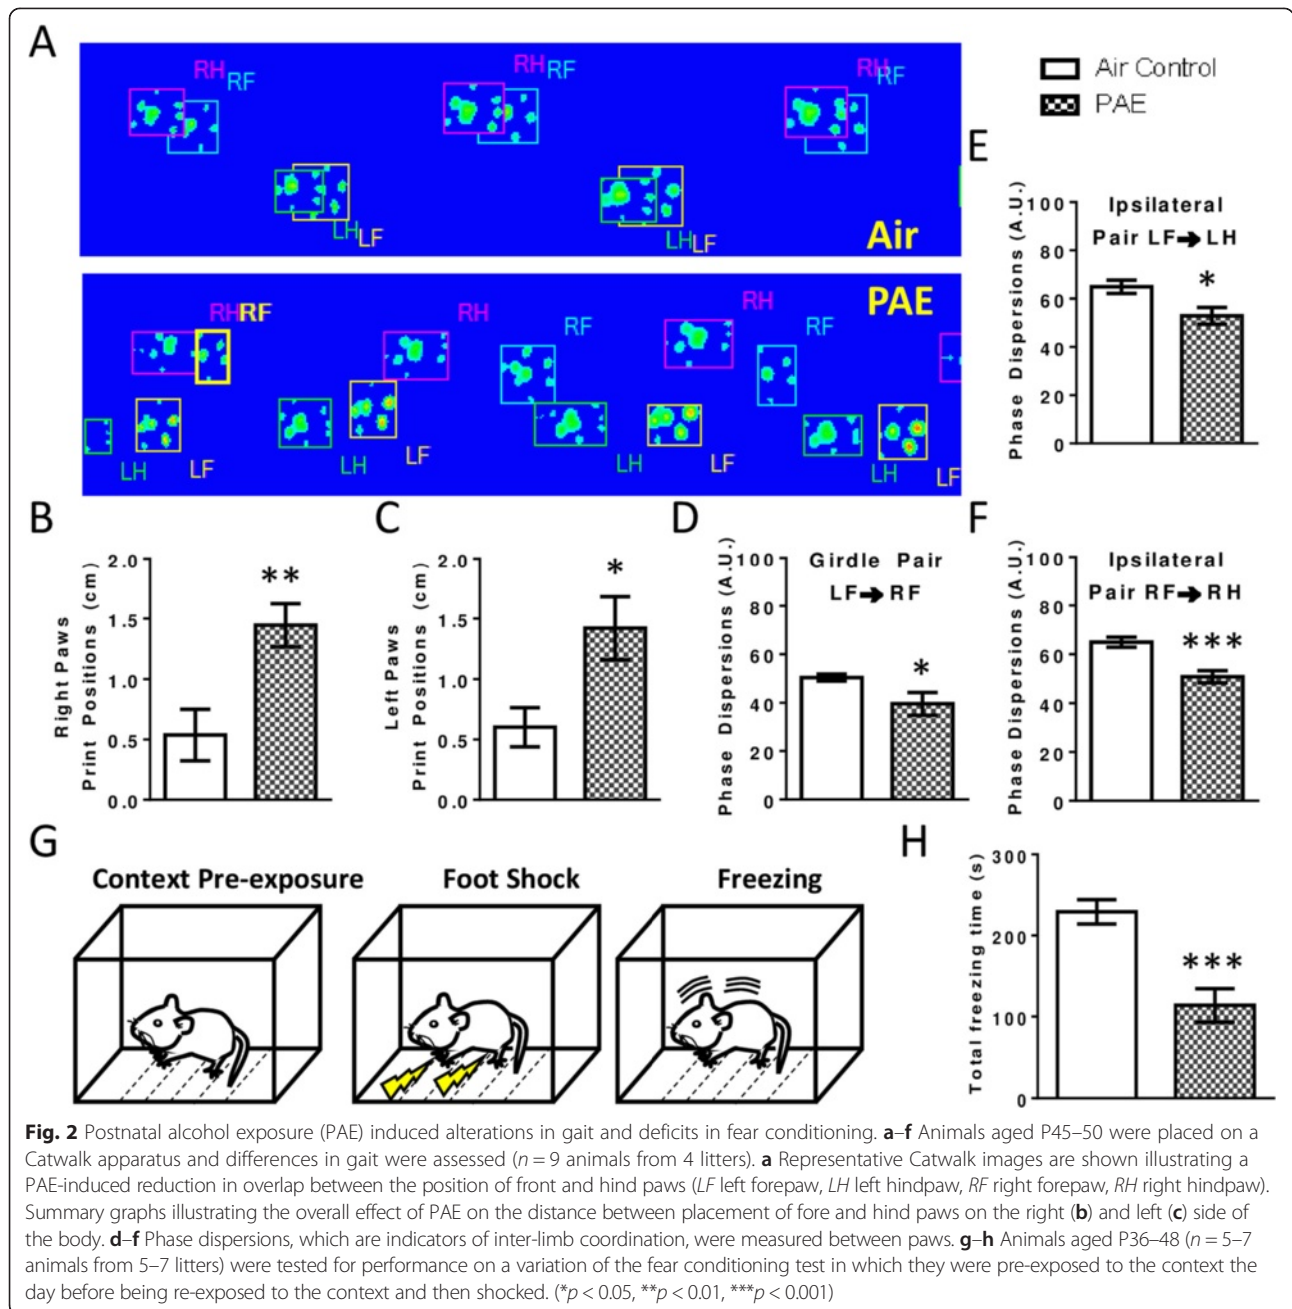 A
RH
RF
RH
RF
RH
RF
LH
LF
LH
LF
Air
PAE
RH
RF
RH
RF
RH
RF
LH
LF
LH
LF
LH
LF
LH
LF
Air Control
PAE
E
Phase Dispersions (A.U.)
100
80
60
40
20
0
Ipsilateral
Pair LF➔LH
*
B
Right Paws
Print Positions (cm)
2.0
1.5
1.0
0.5
0.0
**
C
Left Paws
Print Positions (cm)
2.0
1.5
1.0
0.5
0.0
*
D
Phase Dispersions (A.U.)
100
80
60
40
20
0
Girdle Pair
LF➔RF
*
F
Phase Dispersions (A.U.)
100
80
60
40
20
0
Ipsilateral
Pair RF➔RH
***
G
Context Pre-exposure
Foot Shock
Freezing
H
Total freezing time (s)
300
200
100
0
***
Fig. 2 Postnatal alcohol exposure (PAE) induced alterations in gait and deficits in fear conditioning. a–f Animals aged P45–50 were placed on a
Catwalk apparatus and differences in gait were assessed (n = 9 animals from 4 litters). a Representative Catwalk images are shown illustrating a
PAE-induced reduction in overlap between the position of front and hind paws (LF left forepaw, LH left hindpaw, RF right forepaw, RH right hindpaw).
Summary graphs illustrating the overall effect of PAE on the distance between placement of fore and hind paws on the right (b) and left (c) side of
the body. d–f Phase dispersions, which are indicators of inter-limb coordination, were measured between paws. g–h Animals aged P36–48 (n = 5–7
animals from 5–7 litters) were tested for performance on a variation of the fear conditioning test in which they were pre-exposed to the context the
day before being re-exposed to the context and then shocked. (*p < 0.05, **p < 0.01, ***p < 0.001)